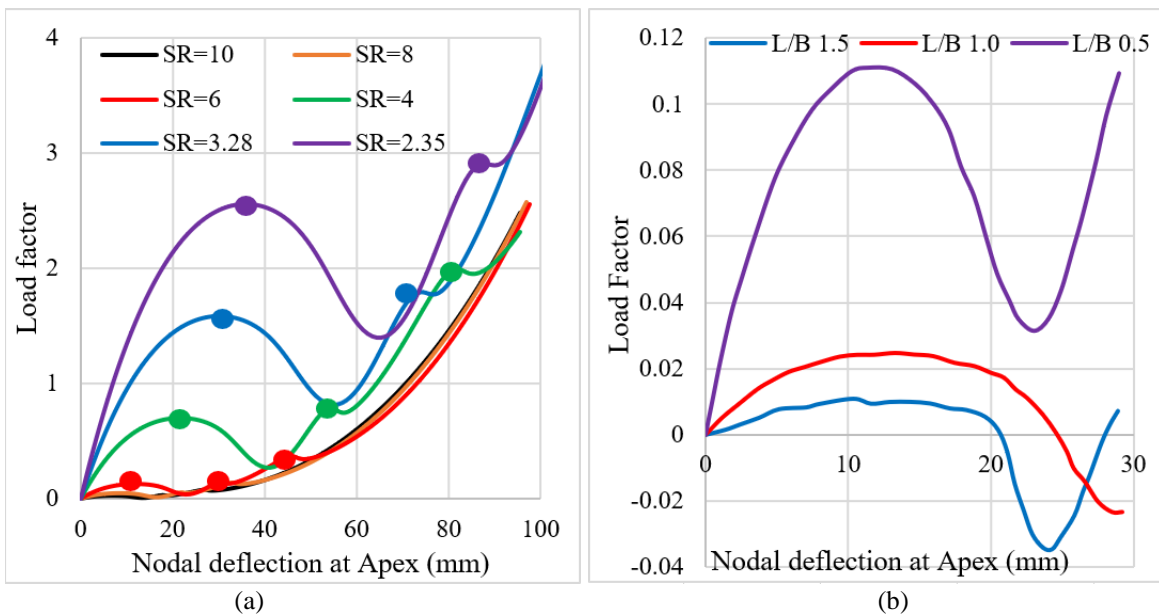 4
3
2
1
0
Load factor
SR=10
SR=8
SR=6
SR=4
SR=3.28
SR=2.35
0
20
40
60
80
100
Nodal deflection at Apex (mm)
(a)
0.12
0.1
0.08
0.06
0.04
0.02
0
-0.02
-0.04
Load Factor
L/B 1.5
L/B 1.0
L/B 0.5
0
10
20
30
Nodal deflection at Apex (mm)
(b)